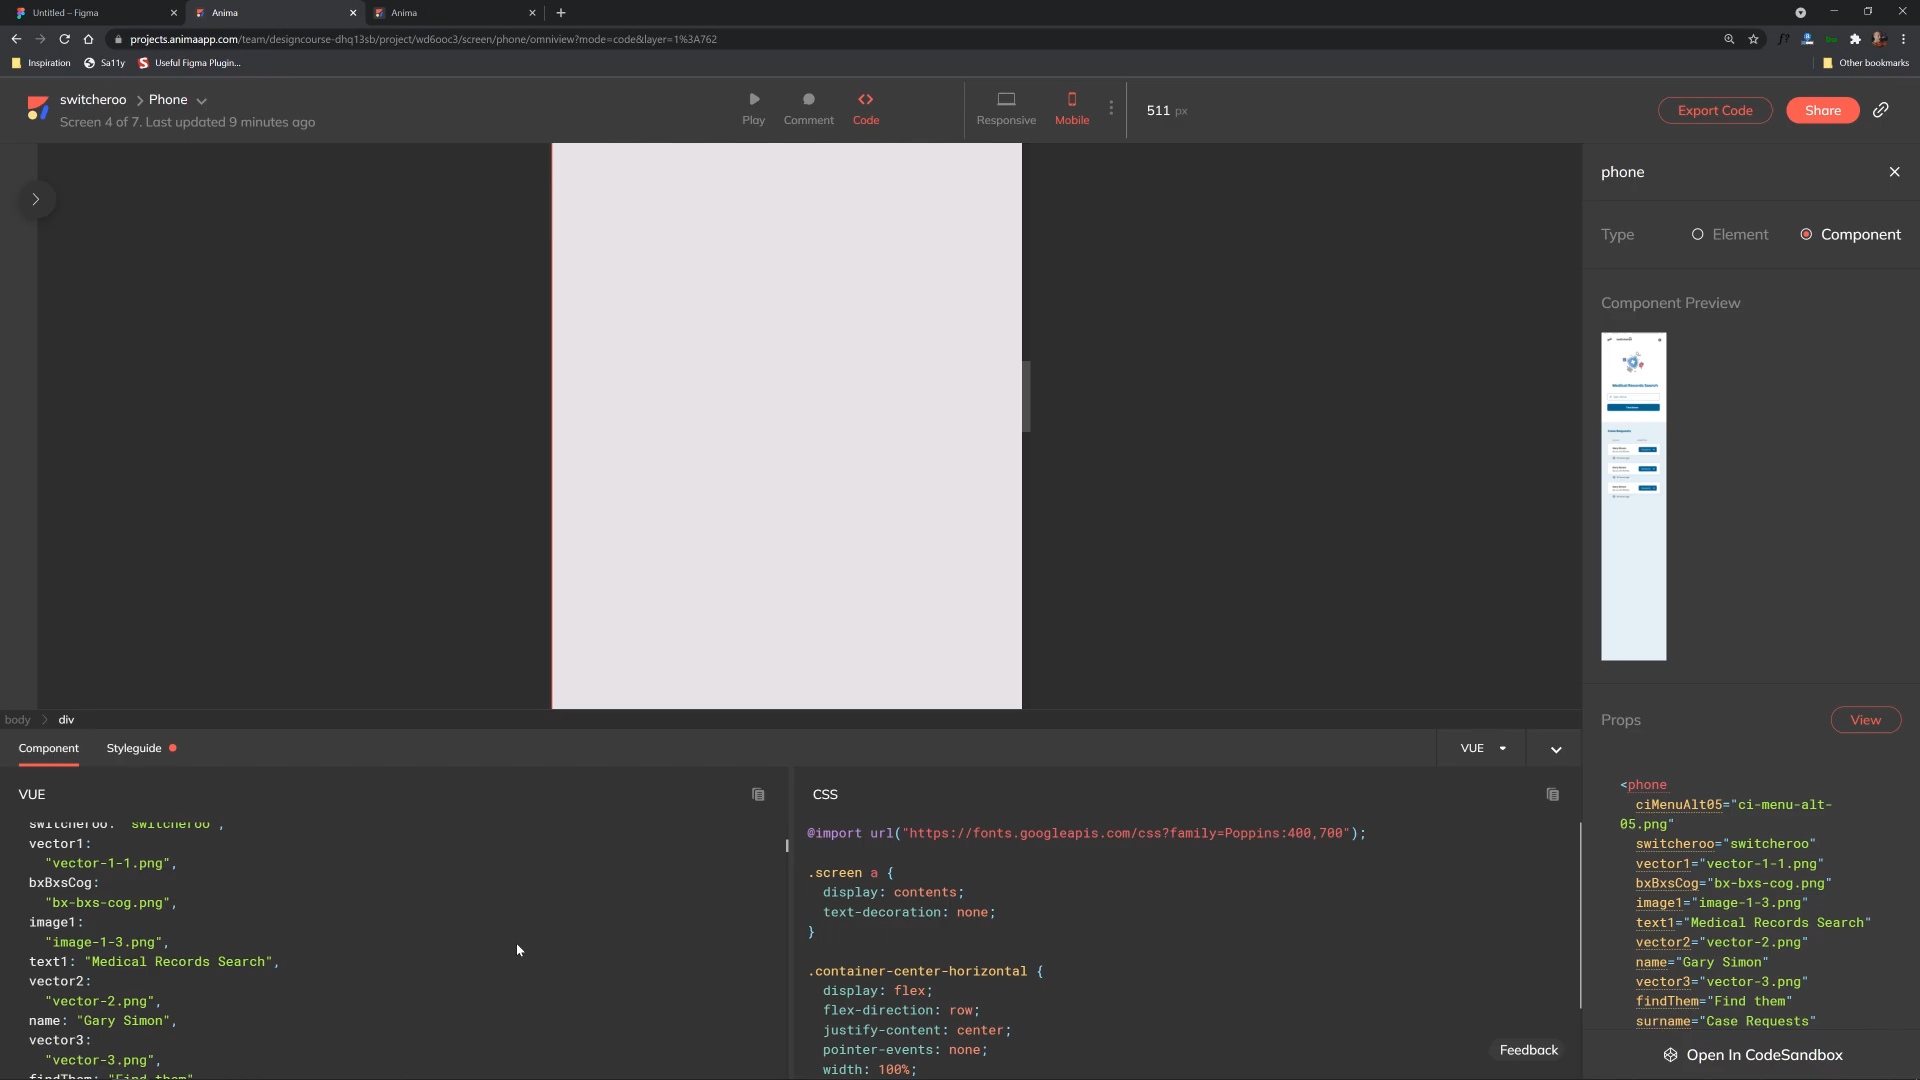 Untitled – Figma
Anima
Anima
projects.animaapp.com/team/designcourse-dhq13sb/project/wd6ooc3/screen/phone/omniview?mode=code&layer=1%3A762
Inspiration
Sa11y
Useful Figma Plugin...
Other bookmarks
switcheroo
Phone
Screen 4 of 7. Last updated 9 minutes ago
Play
Comment
Code
Responsive
Mobile
511 px
Export Code
Share
phone
Type
Element
Component
Component Preview
Medical Records Search
body
div
Component
Styleguide
VUE
Props
View
VUE
switcheroo: "switcheroo",
vector1:
"vector-1-1.png",
bxBxsCog:
"bx-bxs-cog.png",
image1:
"image-1-3.png",
text1: "Medical Records Search",
vector2:
"vector-2.png",
name: "Gary Simon",
vector3:
"vector-3.png",
findThem: "Find them"
CSS
@import url("https://fonts.googleapis.com/css?family=Poppins:400,700");
.screen a {
display: contents;
text-decoration: none;
}
.container-center-horizontal {
display: flex;
flex-direction: row;
justify-content: center;
pointer-events: none;
width: 100%;
Feedback
<phone
ciMenuAlt05="ci-menu-alt-
05.png"
switcheroo="switcheroo"
vector1="vector-1-1.png"
bxBxsCog="bx-bxs-cog.png"
image1="image-1-3.png"
text1="Medical Records Search"
vector2="vector-2.png"
name="Gary Simon"
vector3="vector-3.png"
findThem="Find them"
surname="Case Requests"
Open In CodeSandbox